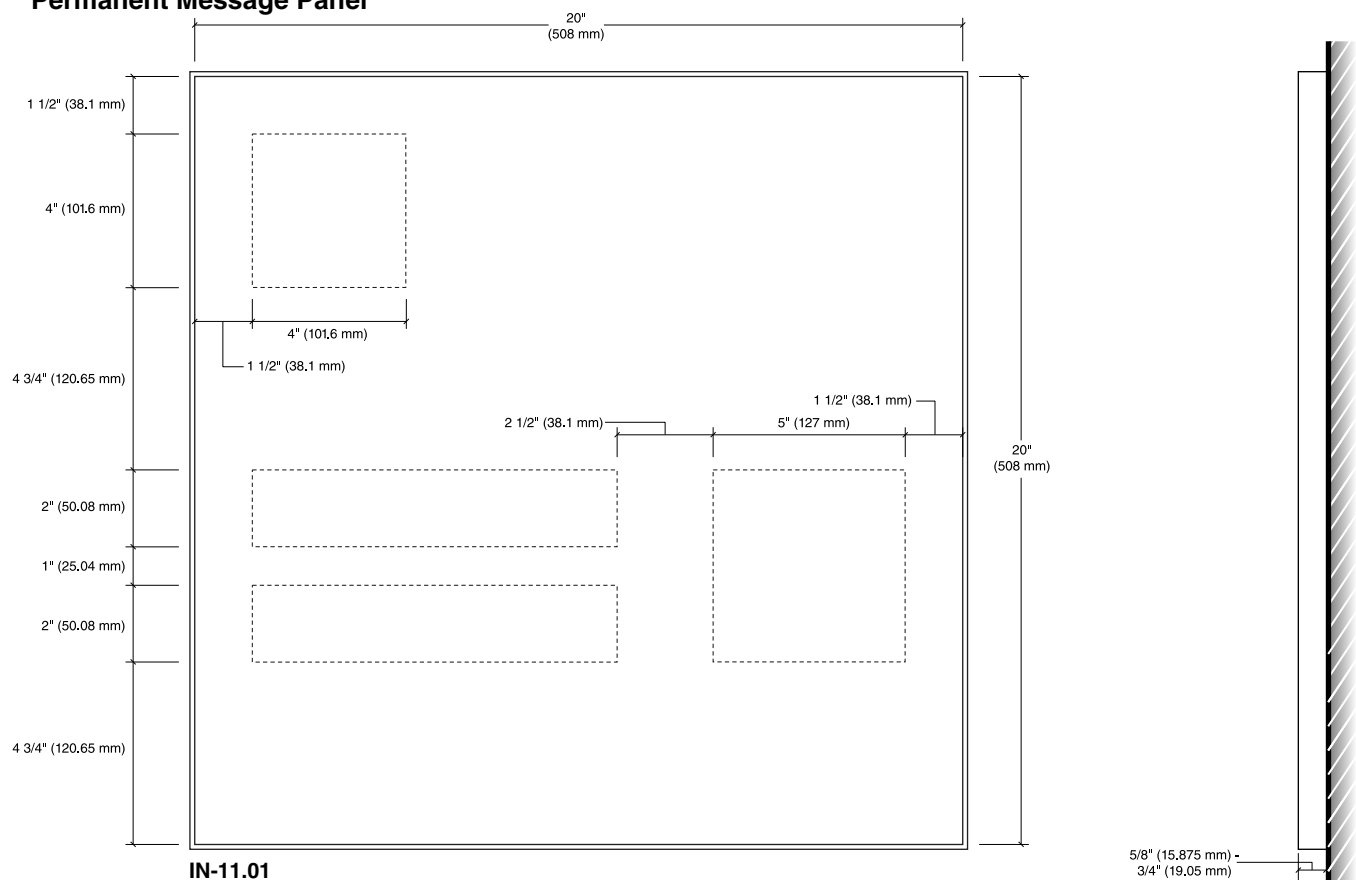 Permanent Message Panel
20"
(508 mm)
1 1/2" (38.1 mm)
4" (101.6 mm)
4" (101.6 mm)
1 1/2" (38.1 mm)
4 3/4" (120.65 mm)
1 1/2" (38.1 mm)
2 1/2" (38.1 mm)
5" (127 mm)
20"
(508 mm)
2" (50.08 mm)
1" (25.04 mm)
2" (50.08 mm)
4 3/4" (120.65 mm)
5/8" (15.875 mm) -
3/4" (19.05 mm)
IN-11.01